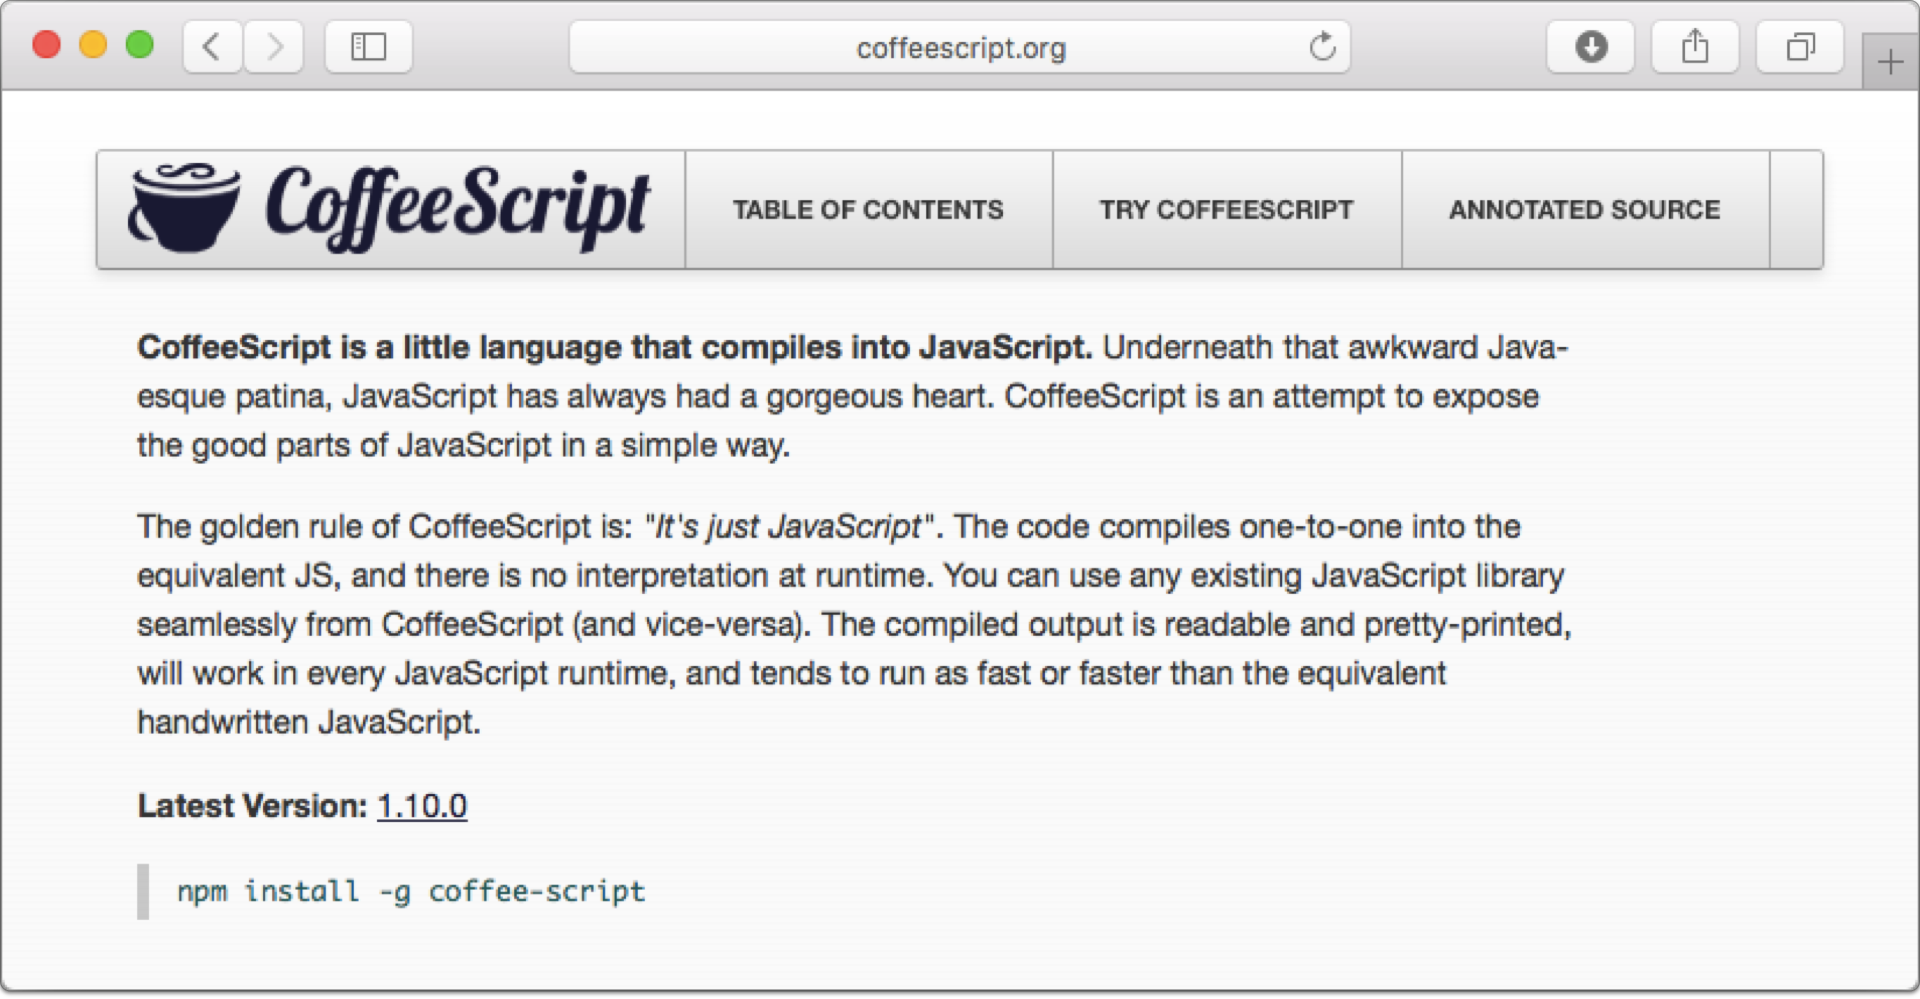 coffeescript.org
CoffeeScript
TABLE OF CONTENTS
TRY COFFEESCRIPT
ANNOTATED SOURCE
CoffeeScript is a little language that compiles into JavaScript. Underneath that awkward Java-
esque patina, JavaScript has always had a gorgeous heart. CoffeeScript is an attempt to expose
the good parts of JavaScript in a simple way.
The golden rule of CoffeeScript is: "It's just JavaScript". The code compiles one-to-one into the
equivalent JS, and there is no interpretation at runtime. You can use any existing JavaScript library
seamlessly from CoffeeScript (and vice-versa). The compiled output is readable and pretty-printed,
will work in every JavaScript runtime, and tends to run as fast or faster than the equivalent
handwritten JavaScript.
Latest Version: 1.10.0
npm install -g coffee-script